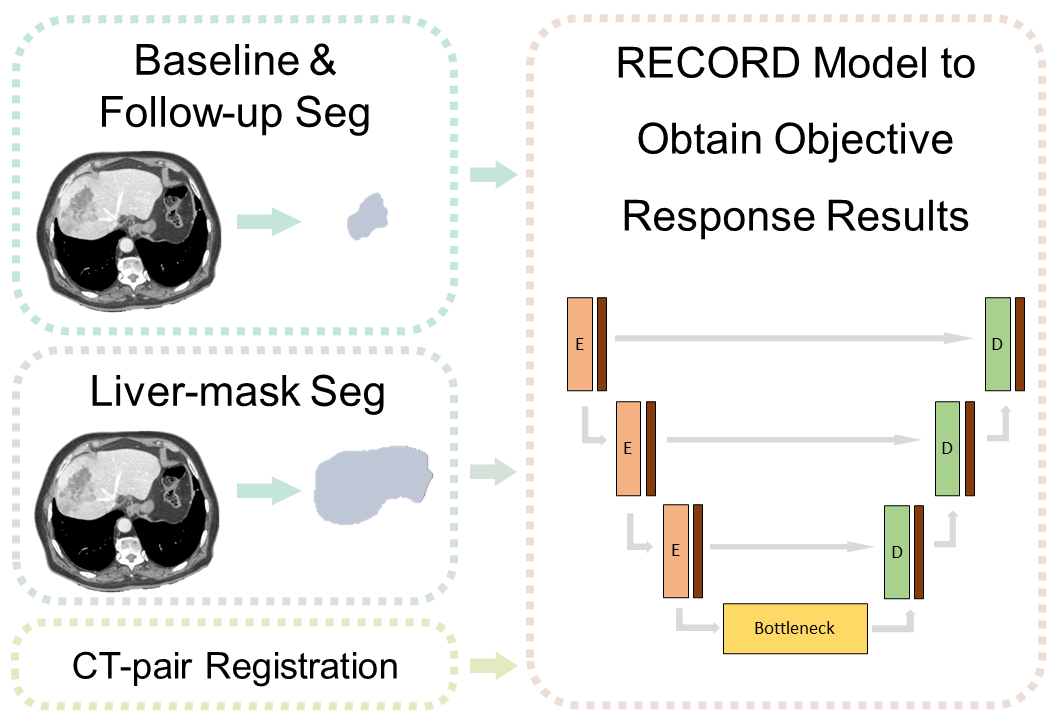 Baseline &
Follow-up Seg
Liver-mask Seg
CT-pair Registration
RECORD Model to
Obtain Objective
Response Results
E
D
E
D
E
D
Bottleneck